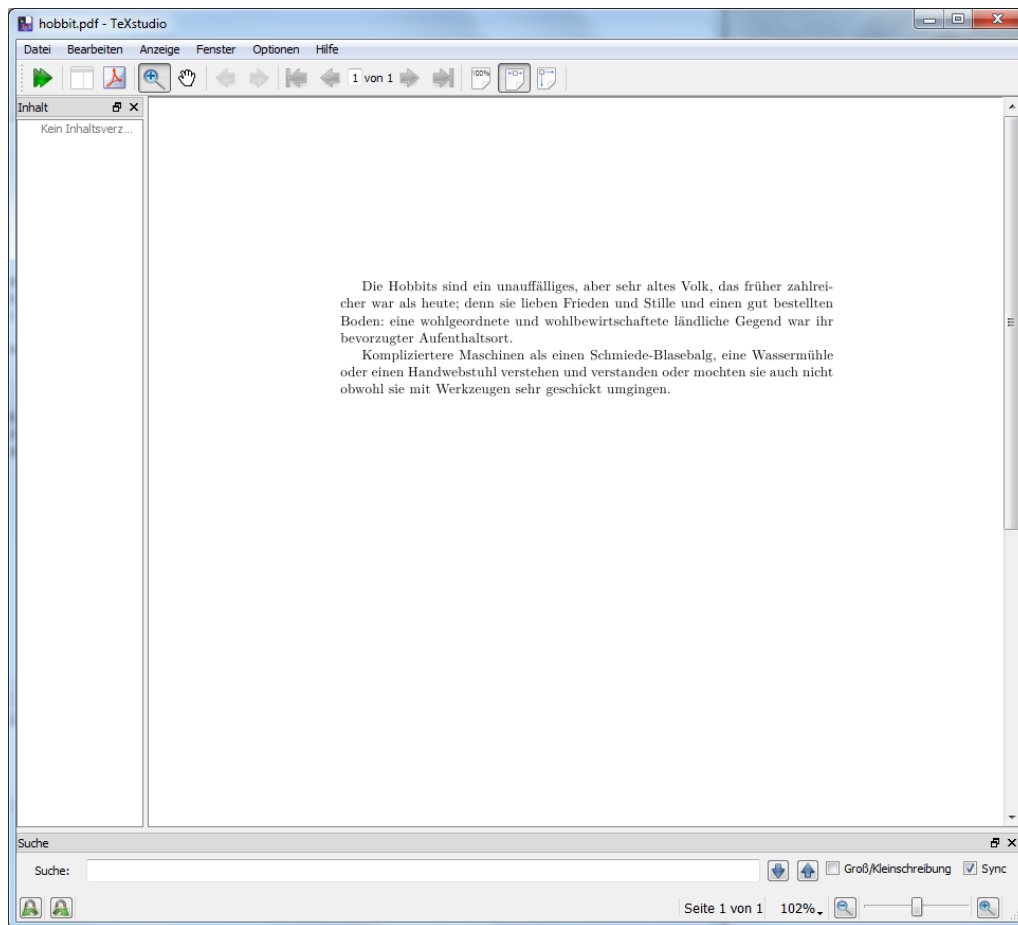 hobbit.pdf - TeXstudio
Datei Bearbeiten Anzeige Fenster Optionen Hilfe
1 von 1 100%
Inhalt
Kein Inhaltsverz...
Die Hobbits sind ein unauffälliges, aber sehr altes Volk, das früher zahlrei-
cher war als heute; denn sie lieben Frieden und Stille und einen gut bestellten
Boden: eine wohlgeordnete und wohlbewirtschaftete ländliche Gegend war ihr
bevorzugter Aufenthaltsort.
Kompliziertere Maschinen als einen Schmiede-Blasebalg, eine Wassermühle
oder einen Handwebstuhl verstehen und verstanden oder mochten sie auch nicht
obwohl sie mit Werkzeugen sehr geschickt umgingen.
Suche
Suche: Groß/Kleinschreibung Sync
Seite 1 von 1 102%